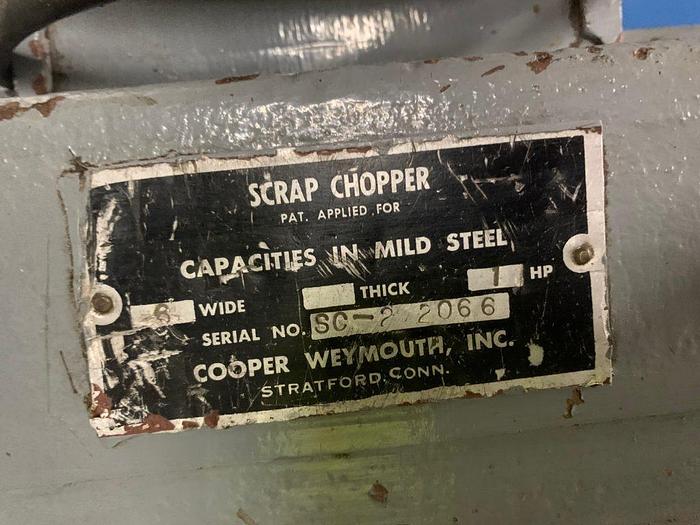 SCRAP CHOPPER
PAT. APPLIED FOR
CAPACITIES IN MILD STEEL
6 WIDE THICK 1 HP
SERIAL NO. SC-2 2066
COOPER WEYMOUTH, INC.
STRATFORD, CONN.